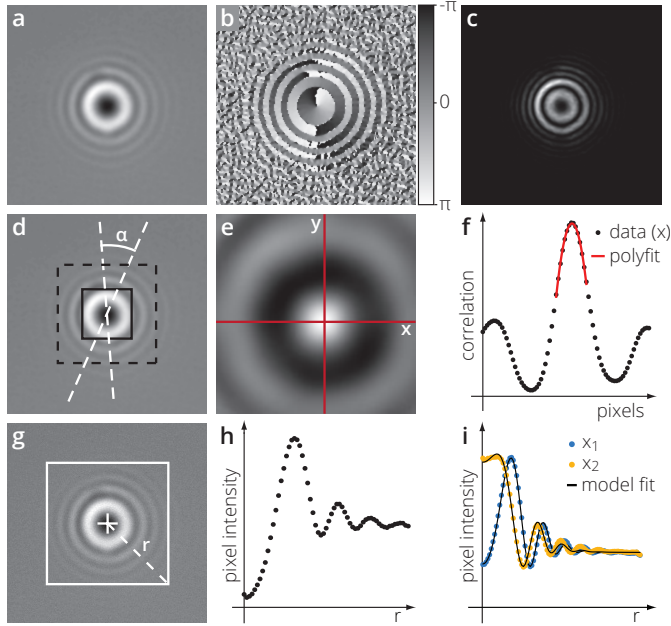 a
b
-π
0
π
c
d
α
e
y
x
f
data (x)
polyfit
correlation
pixels
g
r
h
pixel intensity
r
i
x₁
x₂
model fit
pixel intensity
r